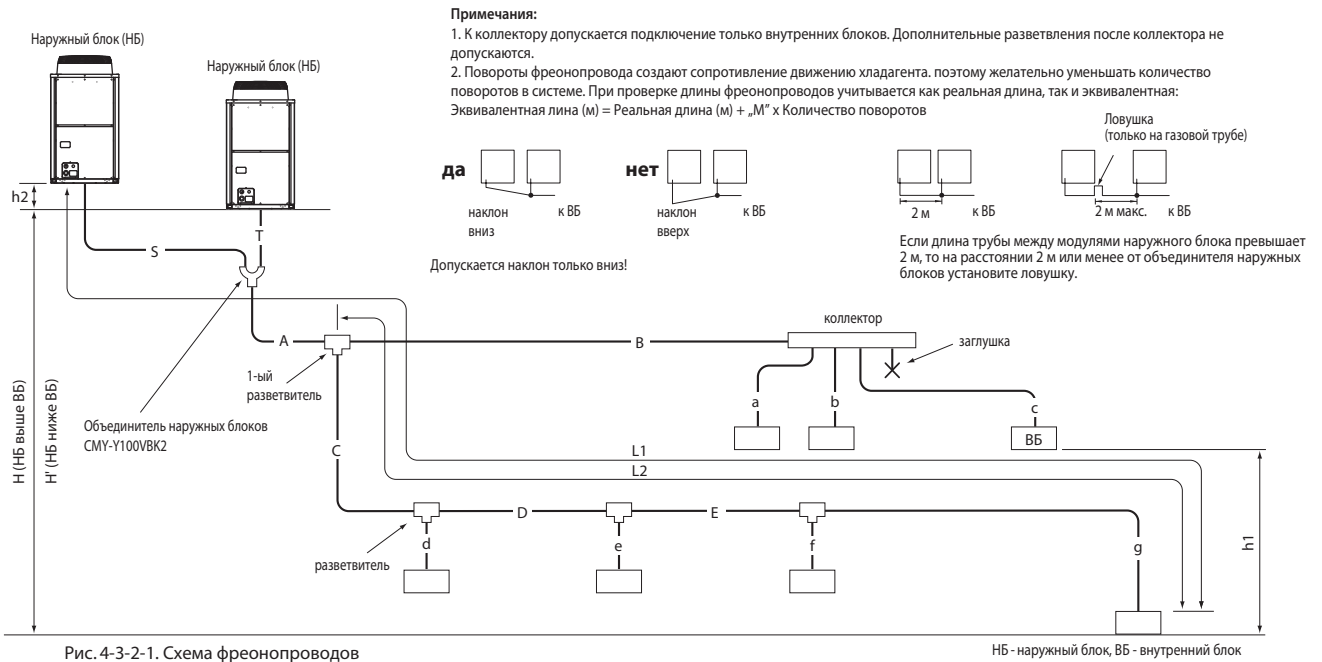 Примечания:
1. К коллектору допускается подключение только внутренних блоков. Дополнительные разветвления после коллектора не
допускаются.
2. Повороты фреонопровода создают сопротивление движению хладагента. поэтому желательно уменьшать количество
поворотов в системе. При проверке длины фреонопроводов учитывается как реальная длина, так и эквивалентная:
Эквивалентная лина (м) = Реальная длина (м) + „М" х Количество поворотов
Наружный блок (НБ)
Наружный блок (НБ)
Ловушка
(только на газовой трубе)
да
нет
наклон
вниз
к ВБ
наклон
вверх
к ВБ
2 м
к ВБ
2 м макс.
к ВБ
Допускается наклон только вниз!
Если длина трубы между модулями наружного блока превышает
2 м, то на расстоянии 2 м или менее от объединителя наружных
блоков установите ловушку.
h2
S
T
A
B
коллектор
заглушка
1-ый
разветвитель
Объединитель наружных блоков
CMY-Y100VBK2
H (НБ выше ВБ)
H' (НБ ниже ВБ)
a
b
c
ВБ
C
L1
L2
D
E
d
e
f
g
h1
разветвитель
Рис. 4-3-2-1. Схема фреонопроводов
НБ - наружный блок, ВБ - внутренний блок